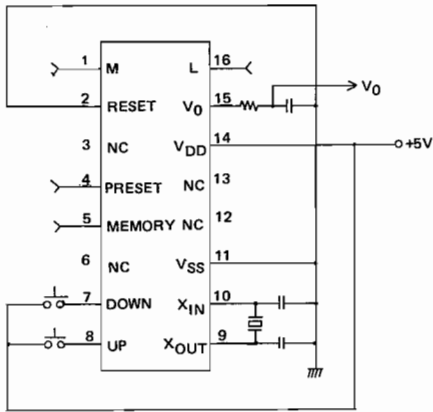 1 M L 16
2 RESET V0 15 V0
3 NC VDD 14 +5V
4 PRESET NC 13
5 MEMORY NC 12
6 NC VSS 11
7 DOWN XIN 10
8 UP XOUT 9